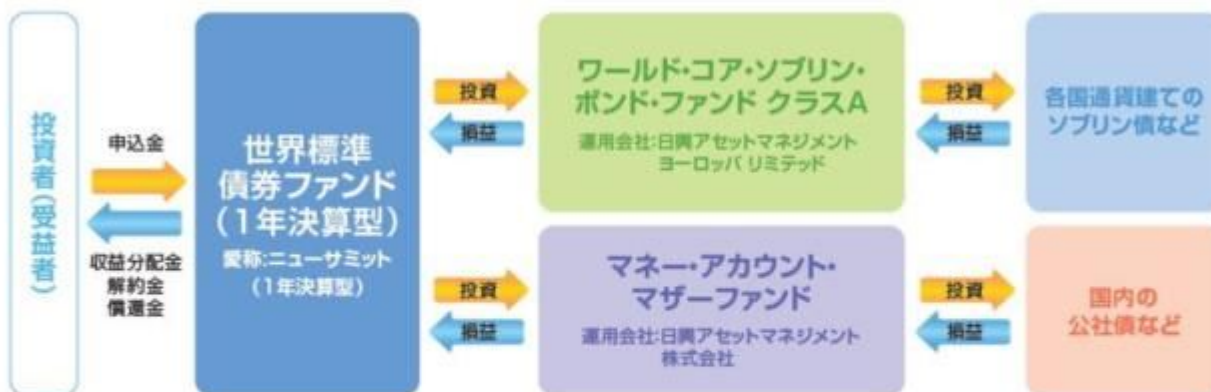 投資者(受益者)
申込金
収益分配金
解約金
償還金
世界標準
債券ファンド
(1年決算型)
愛称:ニューサミット
(1年決算型)
投資
損益
ワールド・コア・ソブリン・
ボンド・ファンド クラスA
運用会社:日興アセットマネジメント
ヨーロッパ リミテッド
投資
損益
各国通貨建ての
ソブリン債など
投資
損益
マネー・アカウント・
マザーファンド
運用会社:日興アセットマネジメント
株式会社
投資
損益
国内の
公社債など